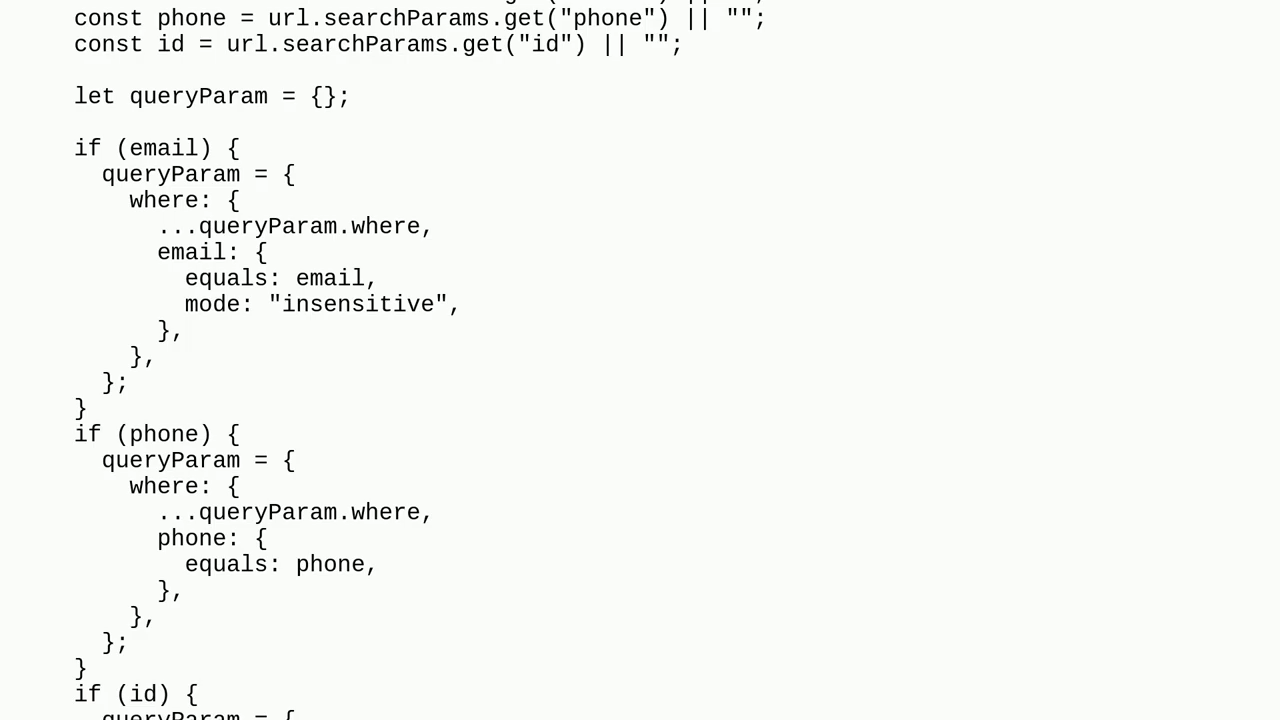 const phone = url.searchParams.get("phone") || "";
const id = url.searchParams.get("id") || "";
let queryParam = {};
if (email) {
queryParam = {
where: {
...queryParam.where,
email: {
equals: email,
mode: "insensitive",
},
},
};
}
if (phone) {
queryParam = {
where: {
...queryParam.where,
phone: {
equals: phone,
},
},
};
}
if (id) {
queryParam = {